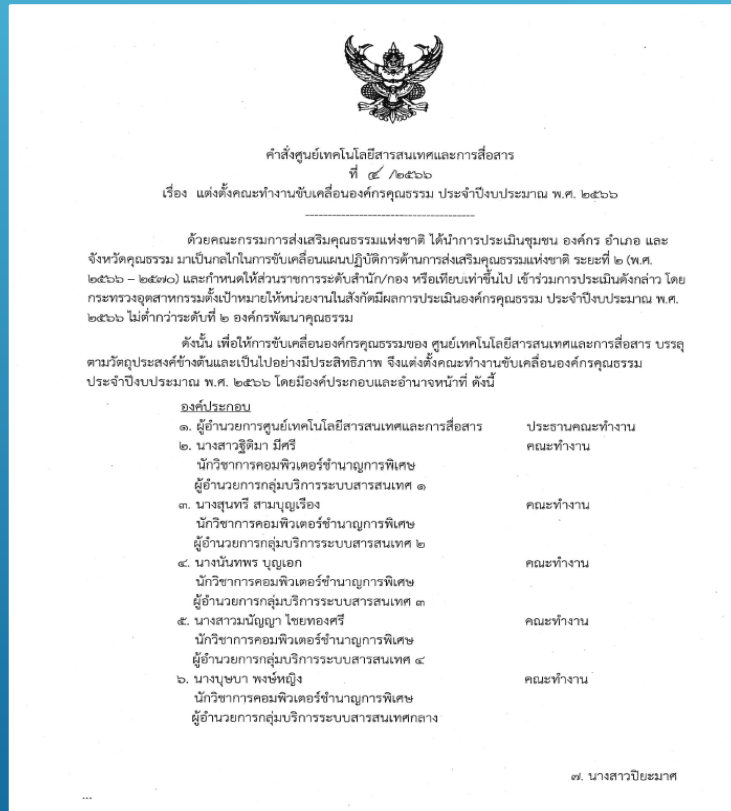 คำสั่งศูนย์เทคโนโลยีสารสนเทศและการสื่อสาร
ที่ ๔ /๒๕๖๖
เรื่อง แต่งตั้งคณะทำงานขับเคลื่อนองค์กรคุณธรรม ประจำปีงบประมาณ พ.ศ. ๒๕๖๖
ด้วยคณะกรรมการส่งเสริมคุณธรรมแห่งชาติ ได้นำการประเมินชุมชน องค์กร อำเภอ และ
จังหวัดคุณธรรม มาเป็นกลไกในการขับเคลื่อนแผนปฏิบัติการด้านการส่งเสริมคุณธรรมแห่งชาติ ระยะที่ ๒ (พ.ศ.
๒๕๖๖ – ๒๕๗๐) และกำหนดให้ส่วนราชการระดับสำนัก/กอง หรือเทียบเท่าขึ้นไป เข้าร่วมการประเมินดังกล่าว โดย
กระทรวงอุตสาหกรรมตั้งเป้าหมายให้หน่วยงานในสังกัดมีผลการประเมินองค์กรคุณธรรม ประจำปีงบประมาณ พ.ศ.
๒๕๖๖ ไม่ต่ำกว่าระดับที่ ๒ องค์กรพัฒนาคุณธรรม
ดังนั้น เพื่อให้การขับเคลื่อนองค์กรคุณธรรมของ ศูนย์เทคโนโลยีสารสนเทศและการสื่อสาร บรรลุ
ตามวัตถุประสงค์ข้างต้นและเป็นไปอย่างมีประสิทธิภาพ จึงแต่งตั้งคณะทำงานขับเคลื่อนองค์กรคุณธรรม
ประจำปีงบประมาณ พ.ศ. ๒๕๖๖ โดยมีองค์ประกอบและอำนาจหน้าที่ ดังนี้
องค์ประกอบ
๑. ผู้อำนวยการศูนย์เทคโนโลยีสารสนเทศและการสื่อสาร ประธานคณะทำงาน
๒. นางสาวฐิติมา มีศรี คณะทำงาน
นักวิชาการคอมพิวเตอร์ชำนาญการพิเศษ
ผู้อำนวยการกลุ่มบริการระบบสารสนเทศ ๑
๓. นางสุนทรี สามบุญเรือง คณะทำงาน
นักวิชาการคอมพิวเตอร์ชำนาญการพิเศษ
ผู้อำนวยการกลุ่มบริการระบบสารสนเทศ ๒
๔. นางนันทพร บุญเอก คณะทำงาน
นักวิชาการคอมพิวเตอร์ชำนาญการพิเศษ
ผู้อำนวยการกลุ่มบริการระบบสารสนเทศ ๓
๕. นางสาวมนัญญา ไชยทองศรี คณะทำงาน
นักวิชาการคอมพิวเตอร์ชำนาญการพิเศษ
ผู้อำนวยการกลุ่มบริการระบบสารสนเทศ ๔
๖. นางบุษบา พงษ์หญิง คณะทำงาน
นักวิชาการคอมพิวเตอร์ชำนาญการพิเศษ
ผู้อำนวยการกลุ่มบริการระบบสารสนเทศกลาง
๗. นางสาวปิยะมาศ
...